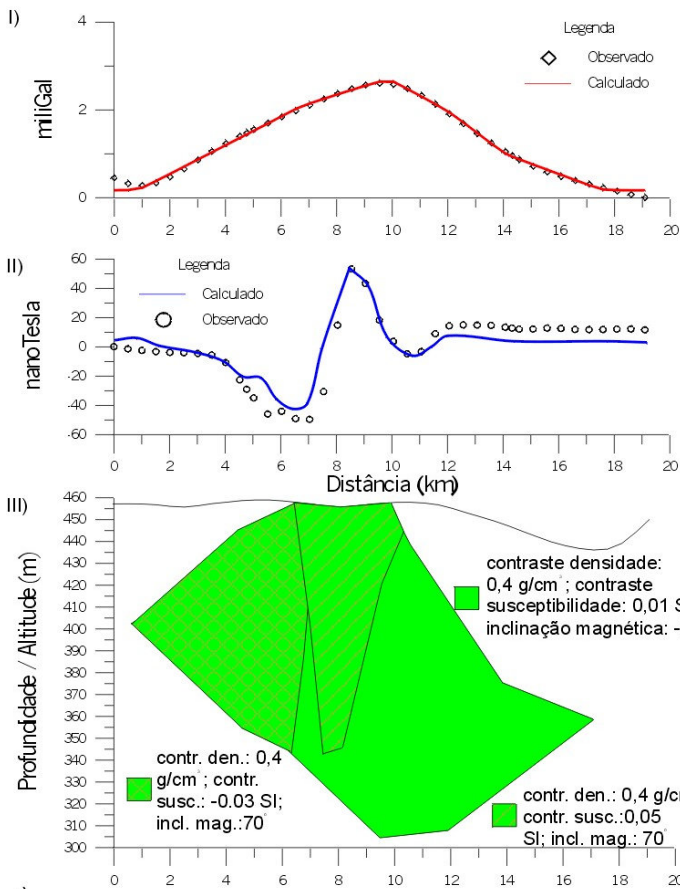 I)
4
2
0
miliGal
Legenda
Observado
Calculado
0 2 4 6 8 10 12 14 16 18 20
II)
60
40
20
0
-20
-40
-60
nanoTesla
Legenda
Calculado
Observado
0 2 4 6 8 10 12 14 16 18 20
Distância (km)
III)
460
450
440
430
420
410
400
390
380
370
360
350
340
330
320
310
300
Profundidade / Altitude (m)
contraste densidade:
0,4 g/cm³; contraste
susceptibilidade: 0,01 S
inclinação magnética: -
contr. den.: 0,4
g/cm³; contr.
susc.: -0.03 SI;
incl. mag.:70°
contr. den.: 0,4 g/c
contr. susc.:0,05
SI; incl. mag.: 70°
0 2 4 6 8 10 12 14 16 18 20